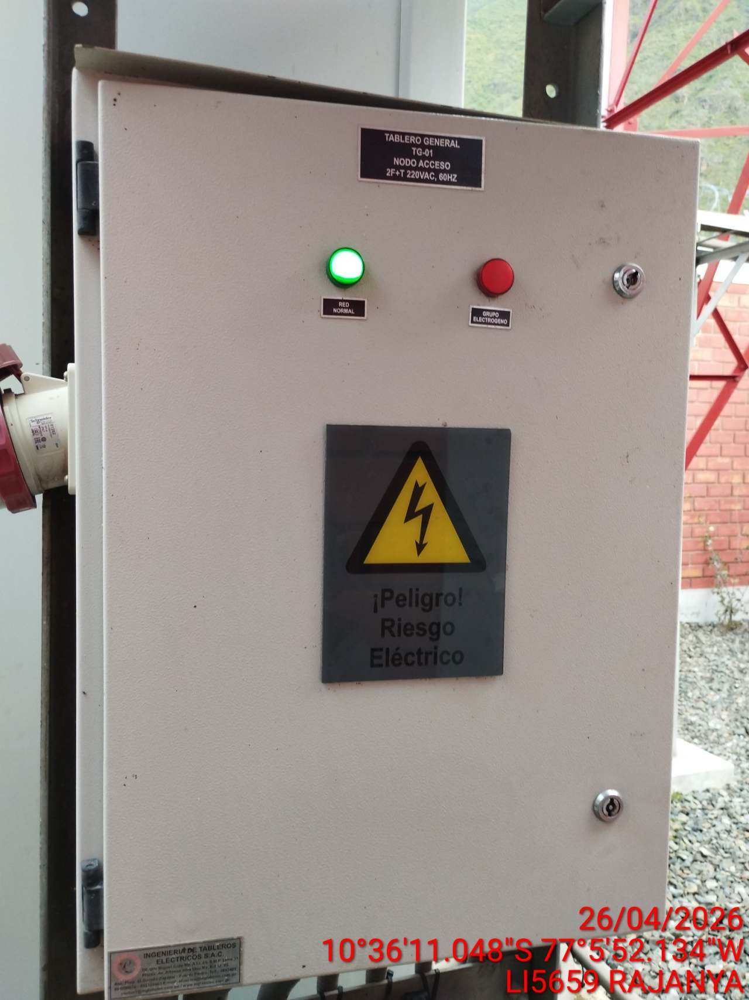 TABLERO GENERAL
TG-01
NODO ACCESO
2F+T 220VAC, 60HZ
RED
NORMAL
GRUPO
ELECTROGENO
Schneider
¡Peligro!
Riesgo
Eléctrico
INGENIERIA DE TABLEROS
ELECTRICOS S.A.C.
26/04/2026
10°36'11.048"S 77°5'52.134"W
LI5659 RAJANYA